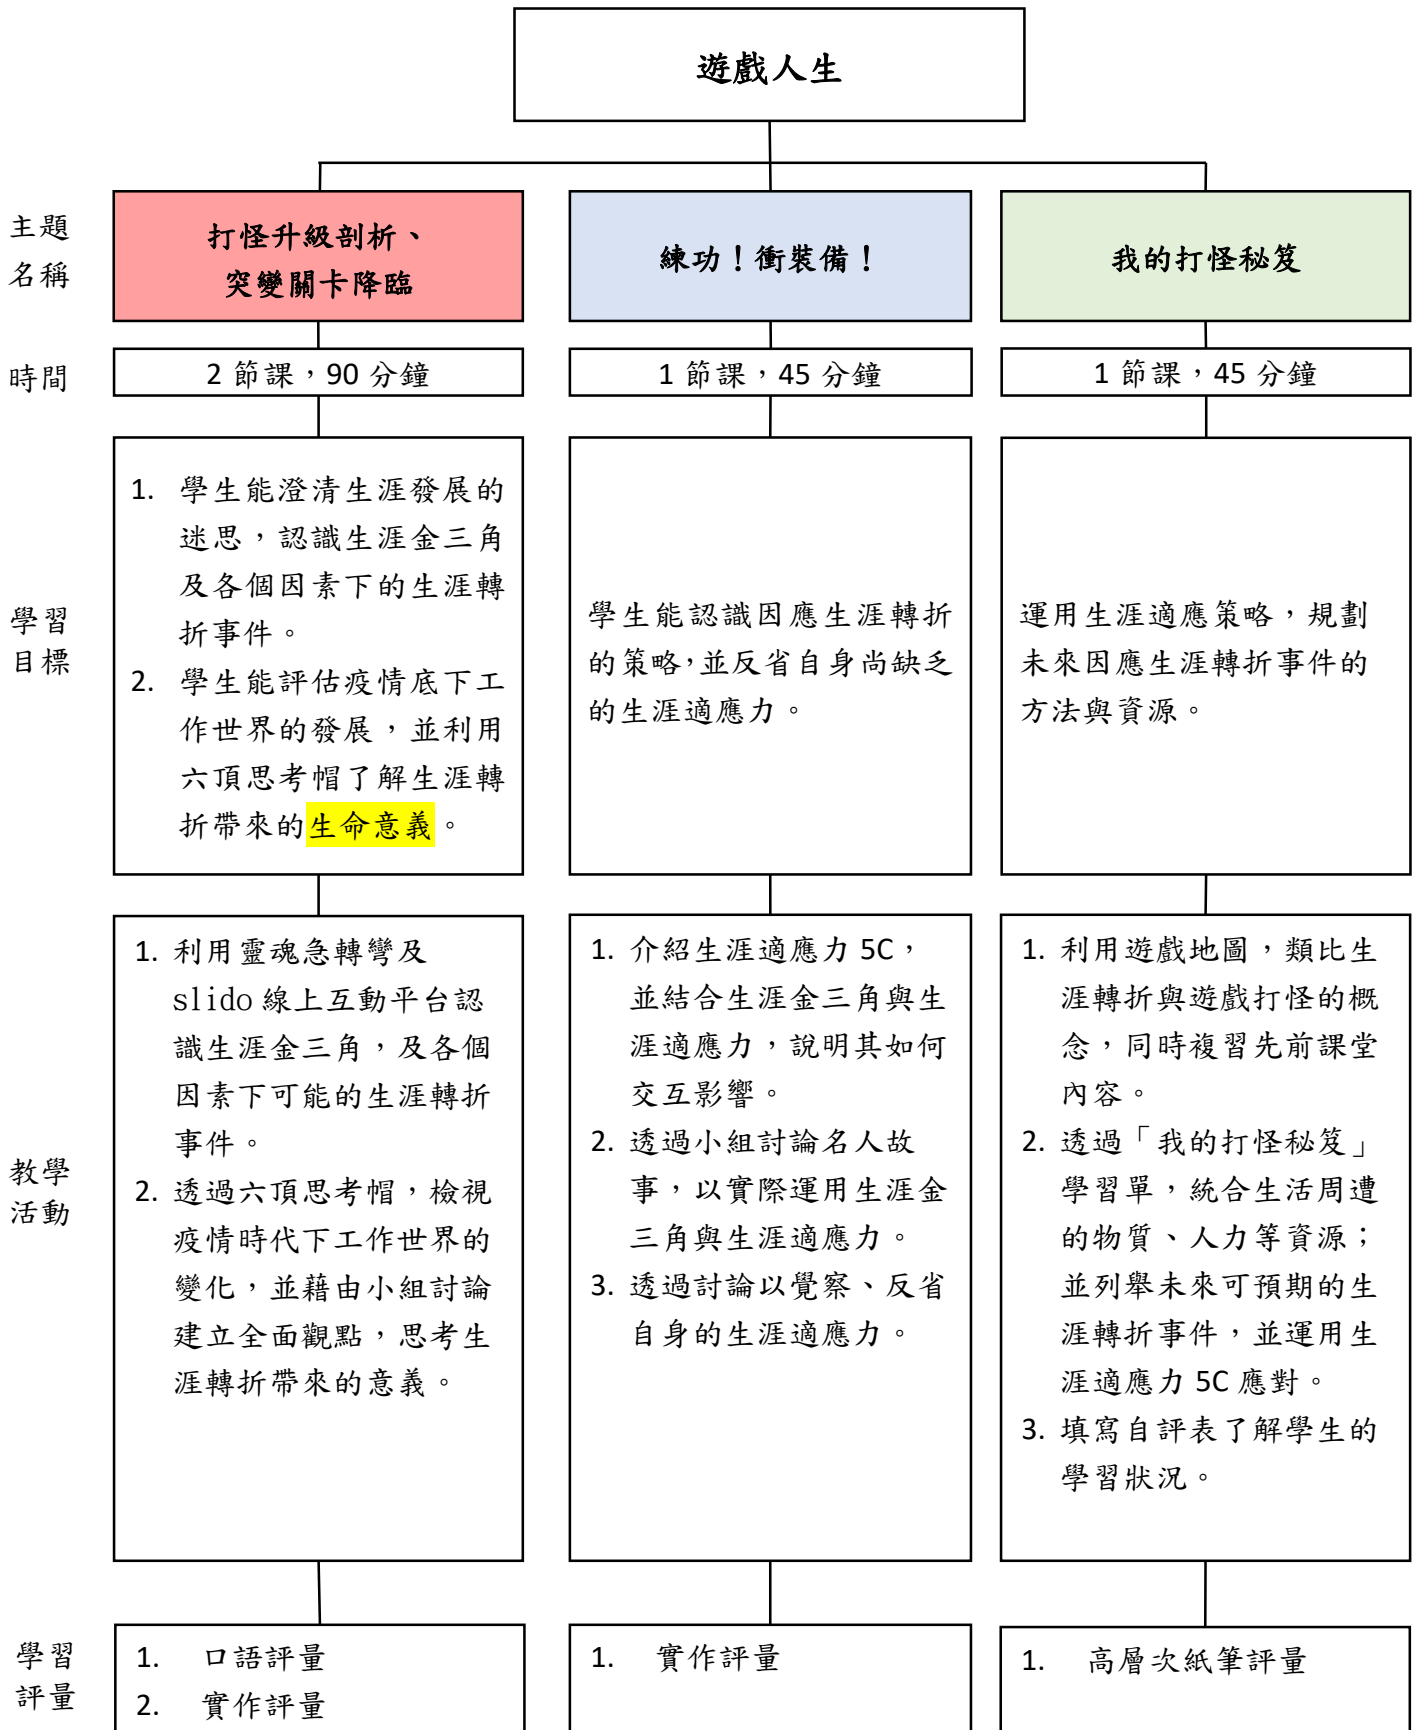 遊戲人生
主題
名稱
打怪升級剖析、
突變關卡降臨
練功！衝裝備！
我的打怪秘笈
時間
2 節課，90 分鐘
1 節課，45 分鐘
1 節課，45 分鐘
學習
目標
1. 學生能澄清生涯發展的
迷思，認識生涯金三角
及各個因素下的生涯轉
折事件。
2. 學生能評估疫情底下工
作世界的發展，並利用
六頂思考帽了解生涯轉
折帶來的生命意義。
學生能認識因應生涯轉折
的策略，並反省自身尚缺乏
的生涯適應力。
運用生涯適應策略，規劃
未來因應生涯轉折事件的
方法與資源。
教學
活動
1. 利用靈魂急轉彎及
slido 線上互動平台認
識生涯金三角，及各個
因素下可能的生涯轉折
事件。
2. 透過六頂思考帽，檢視
疫情時代下工作世界的
變化，並藉由小組討論
建立全面觀點，思考生
涯轉折帶來的意義。
1. 介紹生涯適應力 5C，
並結合生涯金三角與生
涯適應力，說明其如何
交互影響。
2. 透過小組討論名人故
事，以實際運用生涯金
三角與生涯適應力。
3. 透過討論以覺察、反省
自身的生涯適應力。
1. 利用遊戲地圖，類比生
涯轉折與遊戲打怪的概
念，同時複習先前課堂
內容。
2. 透過「我的打怪秘笈」
學習單，統合生活周遭
的物質、人力等資源；
並列舉未來可預期的生
涯轉折事件，並運用生
涯適應力 5C 應對。
3. 填寫自評表了解學生的
學習狀況。
學習
評量
1. 口語評量
2. 實作評量
1. 實作評量
1. 高層次紙筆評量